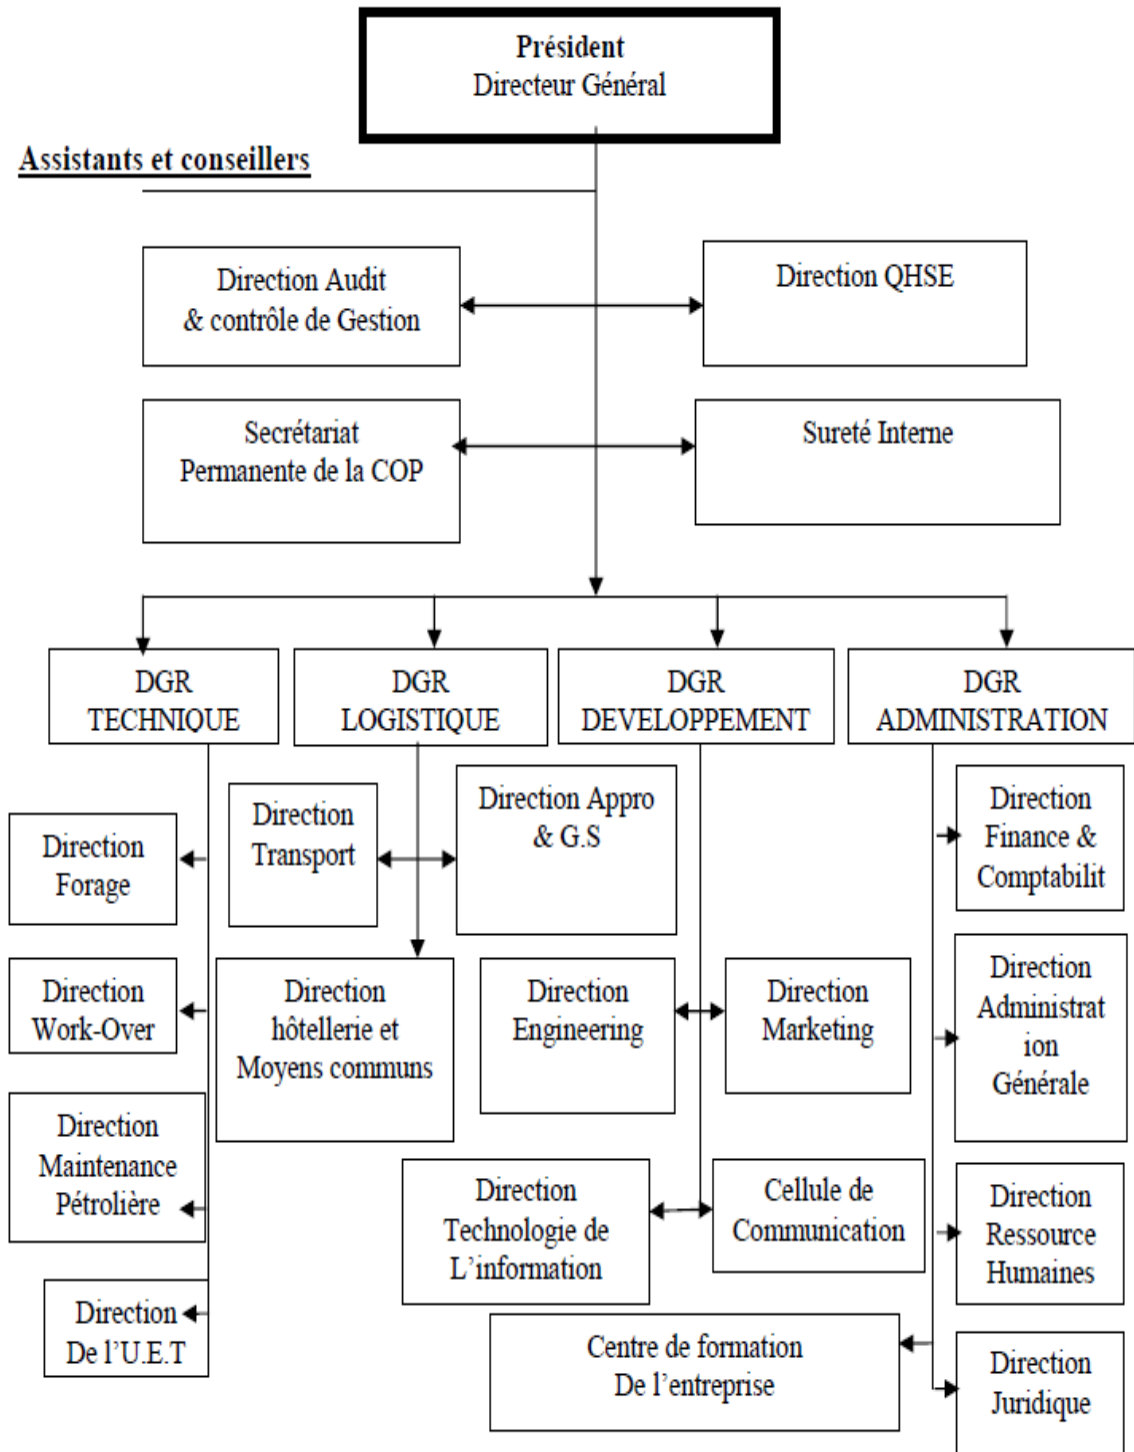 Président
Directeur Général
Assistants et conseillers
Direction Audit
& contrôle de Gestion
Direction QHSE
Secrétariat
Permanente de la COP
Sureté Interne
DGR
TECHNIQUE
DGR
LOGISTIQUE
DGR
DEVELOPPEMENT
DGR
ADMINISTRATION
Direction
Forage
Direction
Transport
Direction Appro
& G.S
Direction
Finance &
Comptabilit
Direction
Work-Over
Direction
hôtellerie et
Moyens communs
Direction
Engineering
Direction
Marketing
Direction
Administrat
ion
Générale
Direction
Maintenance
Pétrolière
Direction
Technologie de
L’information
Cellule de
Communication
Direction
Ressource
Humaines
Direction
De l’U.E.T
Centre de formation
De l’entreprise
Direction
Juridique